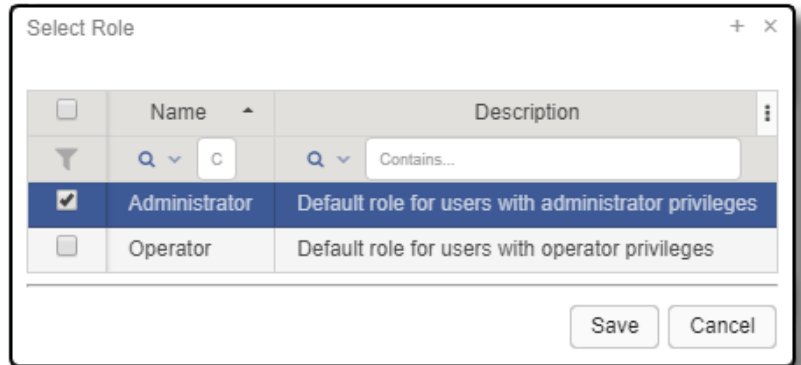 Select Role
Name Description
C Contains...
Administrator Default role for users with administrator privileges
Operator Default role for users with operator privileges
Save Cancel